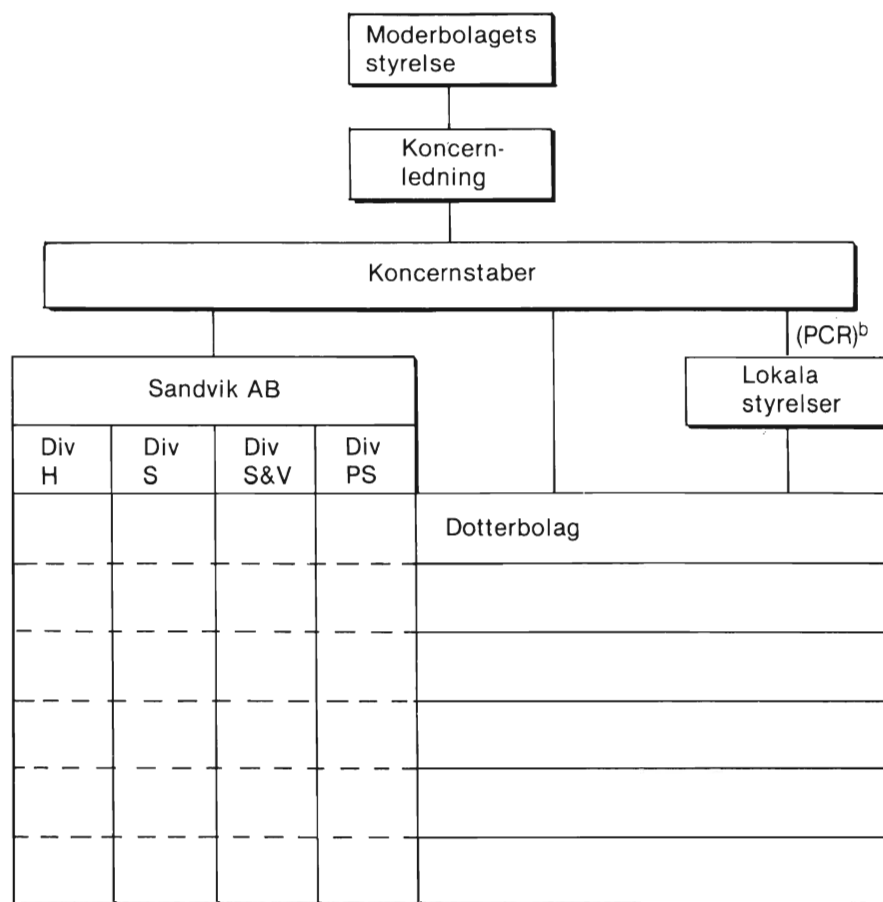 Moderbolagets
styrelse
Koncern-
ledning
Koncernstaber
(PCR)b
Sandvik AB
Lokala
styrelser
Div
H
Div
S
Div
S&V
Div
PS
Dotterbolag